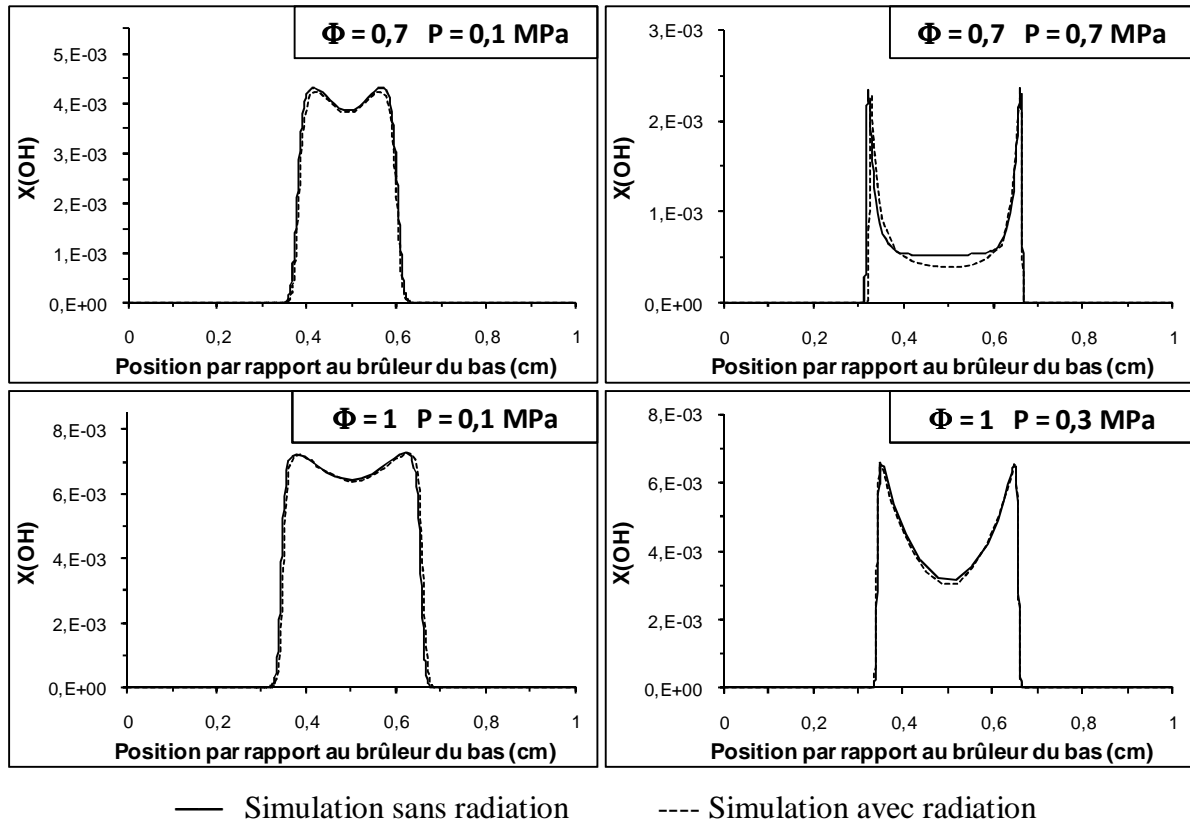 Φ = 0,7 P = 0,1 MPa
5,E-03
4,E-03
3,E-03
2,E-03
1,E-03
0,E+00
X(OH)
0 0,2 0,4 0,6 0,8 1
Position par rapport au brûleur du bas (cm)
Φ = 0,7 P = 0,7 MPa
3,E-03
2,E-03
1,E-03
0,E+00
X(OH)
0 0,2 0,4 0,6 0,8 1
Position par rapport au brûleur du bas (cm)
Φ = 1 P = 0,1 MPa
8,E-03
6,E-03
4,E-03
2,E-03
0,E+00
X(OH)
0 0,2 0,4 0,6 0,8 1
Position par rapport au brûleur du bas (cm)
Φ = 1 P = 0,3 MPa
8,E-03
6,E-03
4,E-03
2,E-03
0,E+00
X(OH)
0 0,2 0,4 0,6 0,8 1
Position par rapport au brûleur du bas (cm)
Simulation sans radiation
Simulation avec radiation